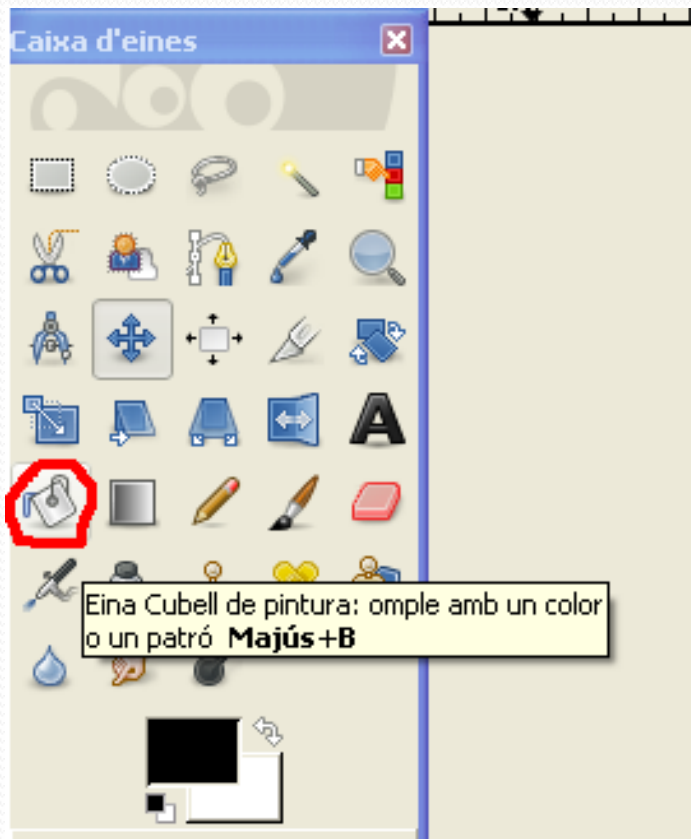 Caixa d'eines
Eina Cubell de pintura: omple amb un color
o un patró Majús+B